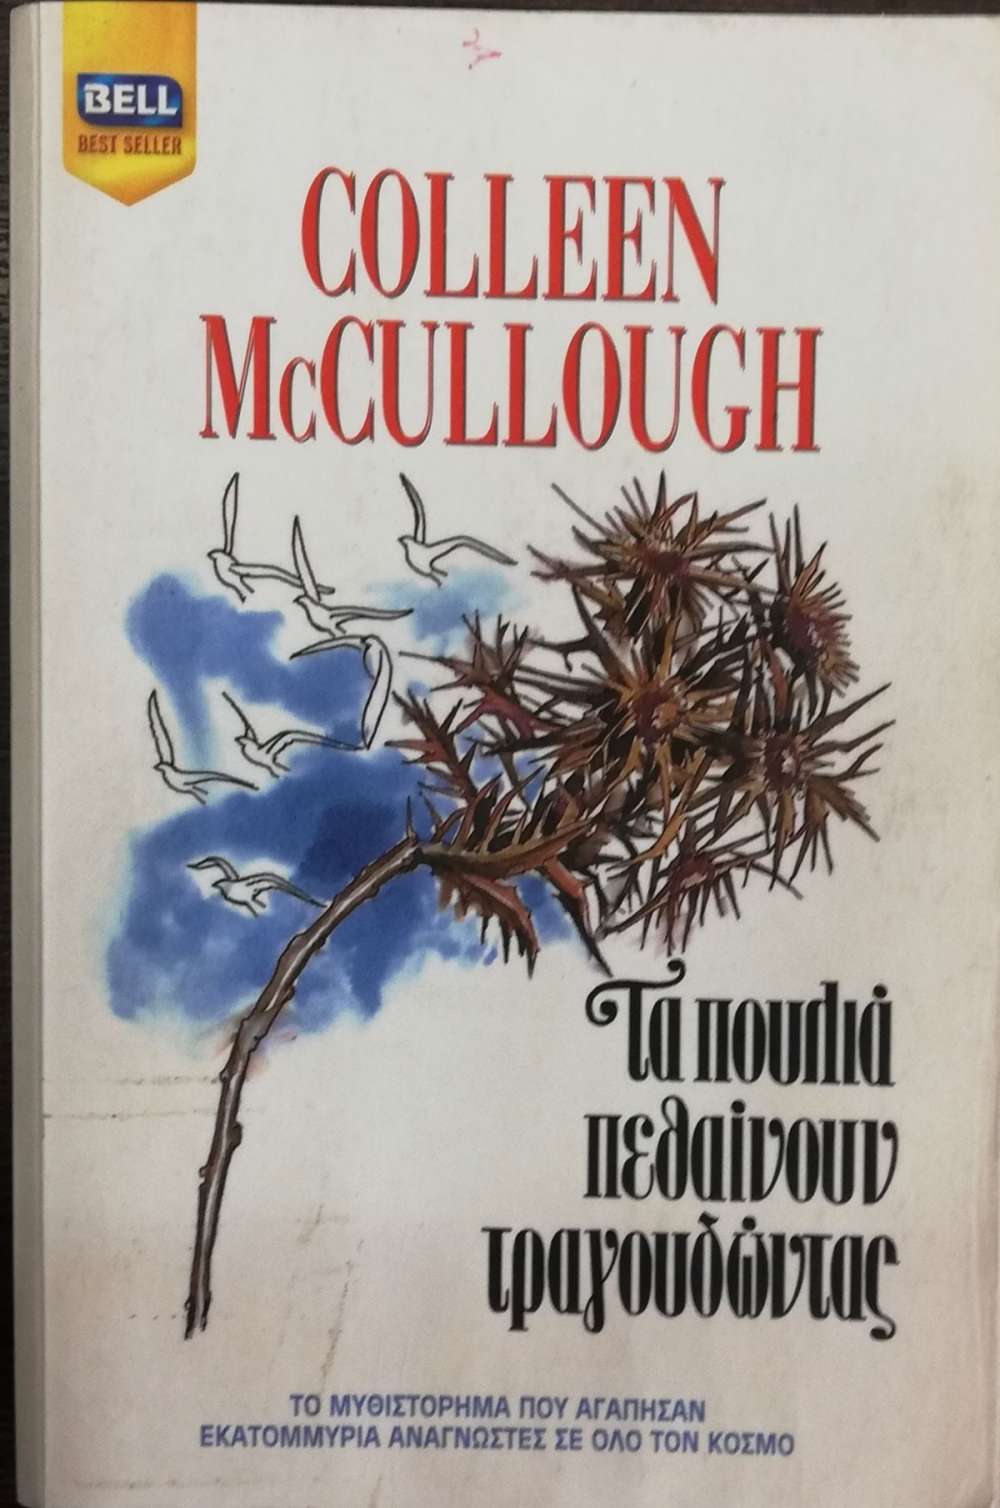 BELL
BEST SELLER
COLLEEN
McCULLOUGH
Τα πουλιά
πεθαίνουν
τραγουδώντας
ΤΟ ΜΥΘΙΣΤΟΡΗΜΑ ΠΟΥ ΑΓΑΠΗΣΑΝ
ΕΚΑΤΟΜΜΥΡΙΑ ΑΝΑΓΝΩΣΤΕΣ ΣΕ ΟΛΟ ΤΟΝ ΚΟΣΜΟ